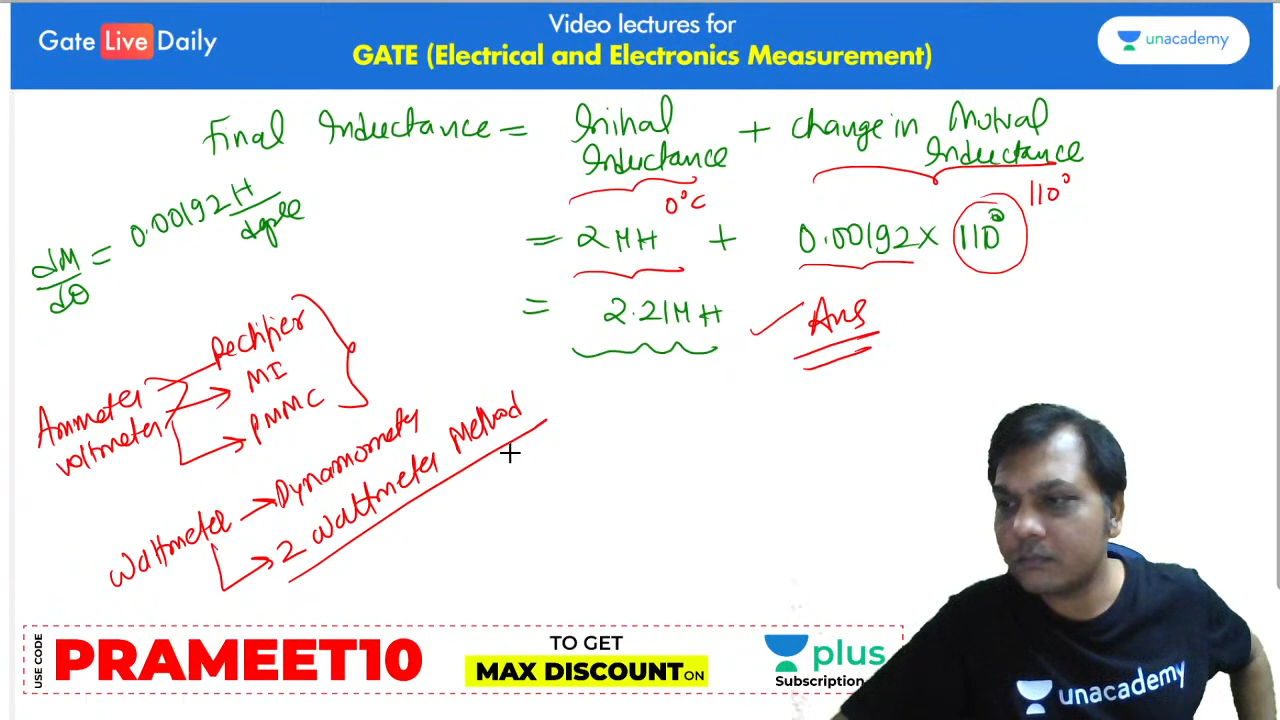 Gate Live Daily
Video lectures for
GATE (Electrical and Electronics Measurement)
unacademy
Final Inductance = Initial Inductance + change in Mutual Inductance
0°C
110°
dM/dθ = 0.00192 H/degree
= 2 MH + 0.00192 × 110°
= 2.21 MH ✓ Ans
Ammeter
voltmeter
Rectifier
MI
PMMC
Wattmeter → Dynamometer
→ 2 Wattmeter Method
USE CODE
PRAMEET10
TO GET
MAX DISCOUNT ON
plus
Subscription
unacademy